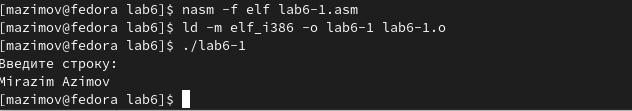 [mazimov@fedora lab6]$ nasm -f elf lab6-1.asm
[mazimov@fedora lab6]$ ld -m elf_i386 -o lab6-1 lab6-1.o
[mazimov@fedora lab6]$ ./lab6-1
Введите строку:
Mirazim Azimov
[mazimov@fedora lab6]$